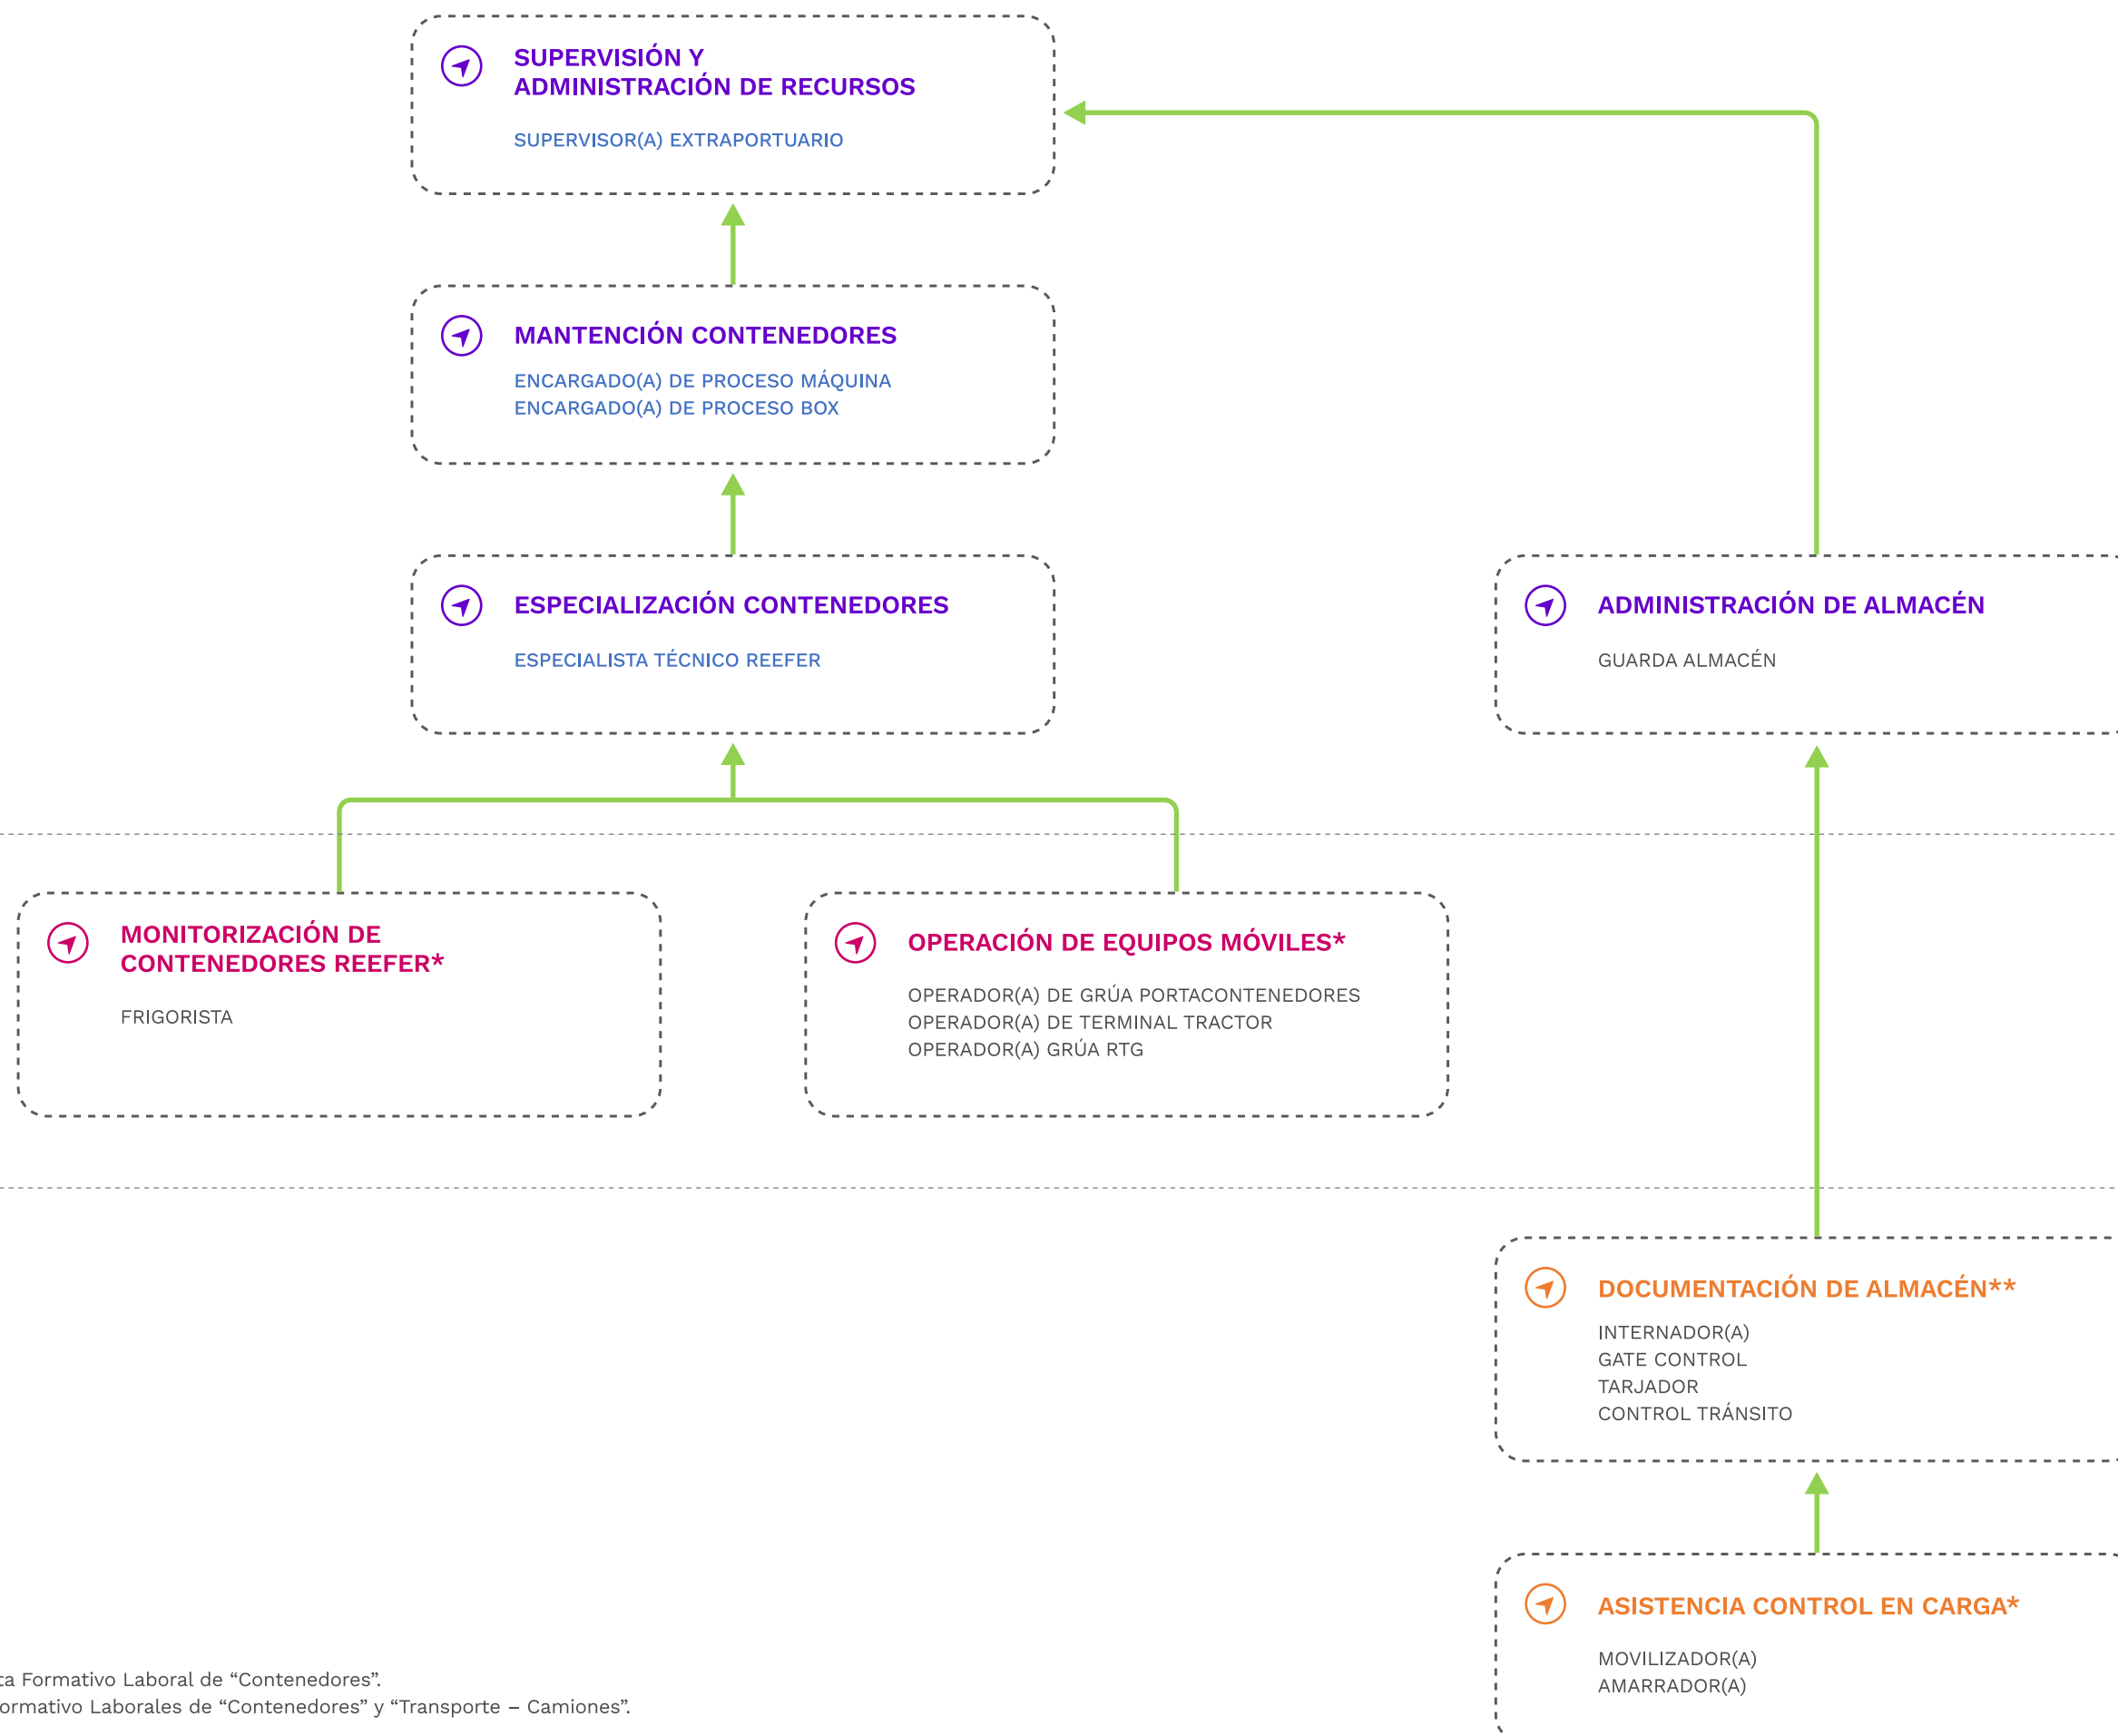 SUPERVISIÓN Y
ADMINISTRACIÓN DE RECURSOS
SUPERVISOR(A) EXTRAPORTUARIO
MANTENCIÓN CONTENEDORES
ENCARGADO(A) DE PROCESO MÁQUINA
ENCARGADO(A) DE PROCESO BOX
ESPECIALIZACIÓN CONTENEDORES
ESPECIALISTA TÉCNICO REEFER
ADMINISTRACIÓN DE ALMACÉN
GUARDA ALMACÉN
MONITORIZACIÓN DE
CONTENEDORES REEFER*
FRIGORISTA
OPERACIÓN DE EQUIPOS MÓVILES*
OPERADOR(A) DE GRÚA PORTACONTENEDORES
OPERADOR(A) DE TERMINAL TRACTOR
OPERADOR(A) GRÚA RTG
DOCUMENTACIÓN DE ALMACÉN**
INTERNADOR(A)
GATE CONTROL
TARJADOR
CONTROL TRÁNSITO
ASISTENCIA CONTROL EN CARGA*
MOVILIZADOR(A)
AMARRADOR(A)
ta Formativo Laboral de “Contenedores”.
ormativo Laborales de “Contenedores” y “Transporte – Camiones”.